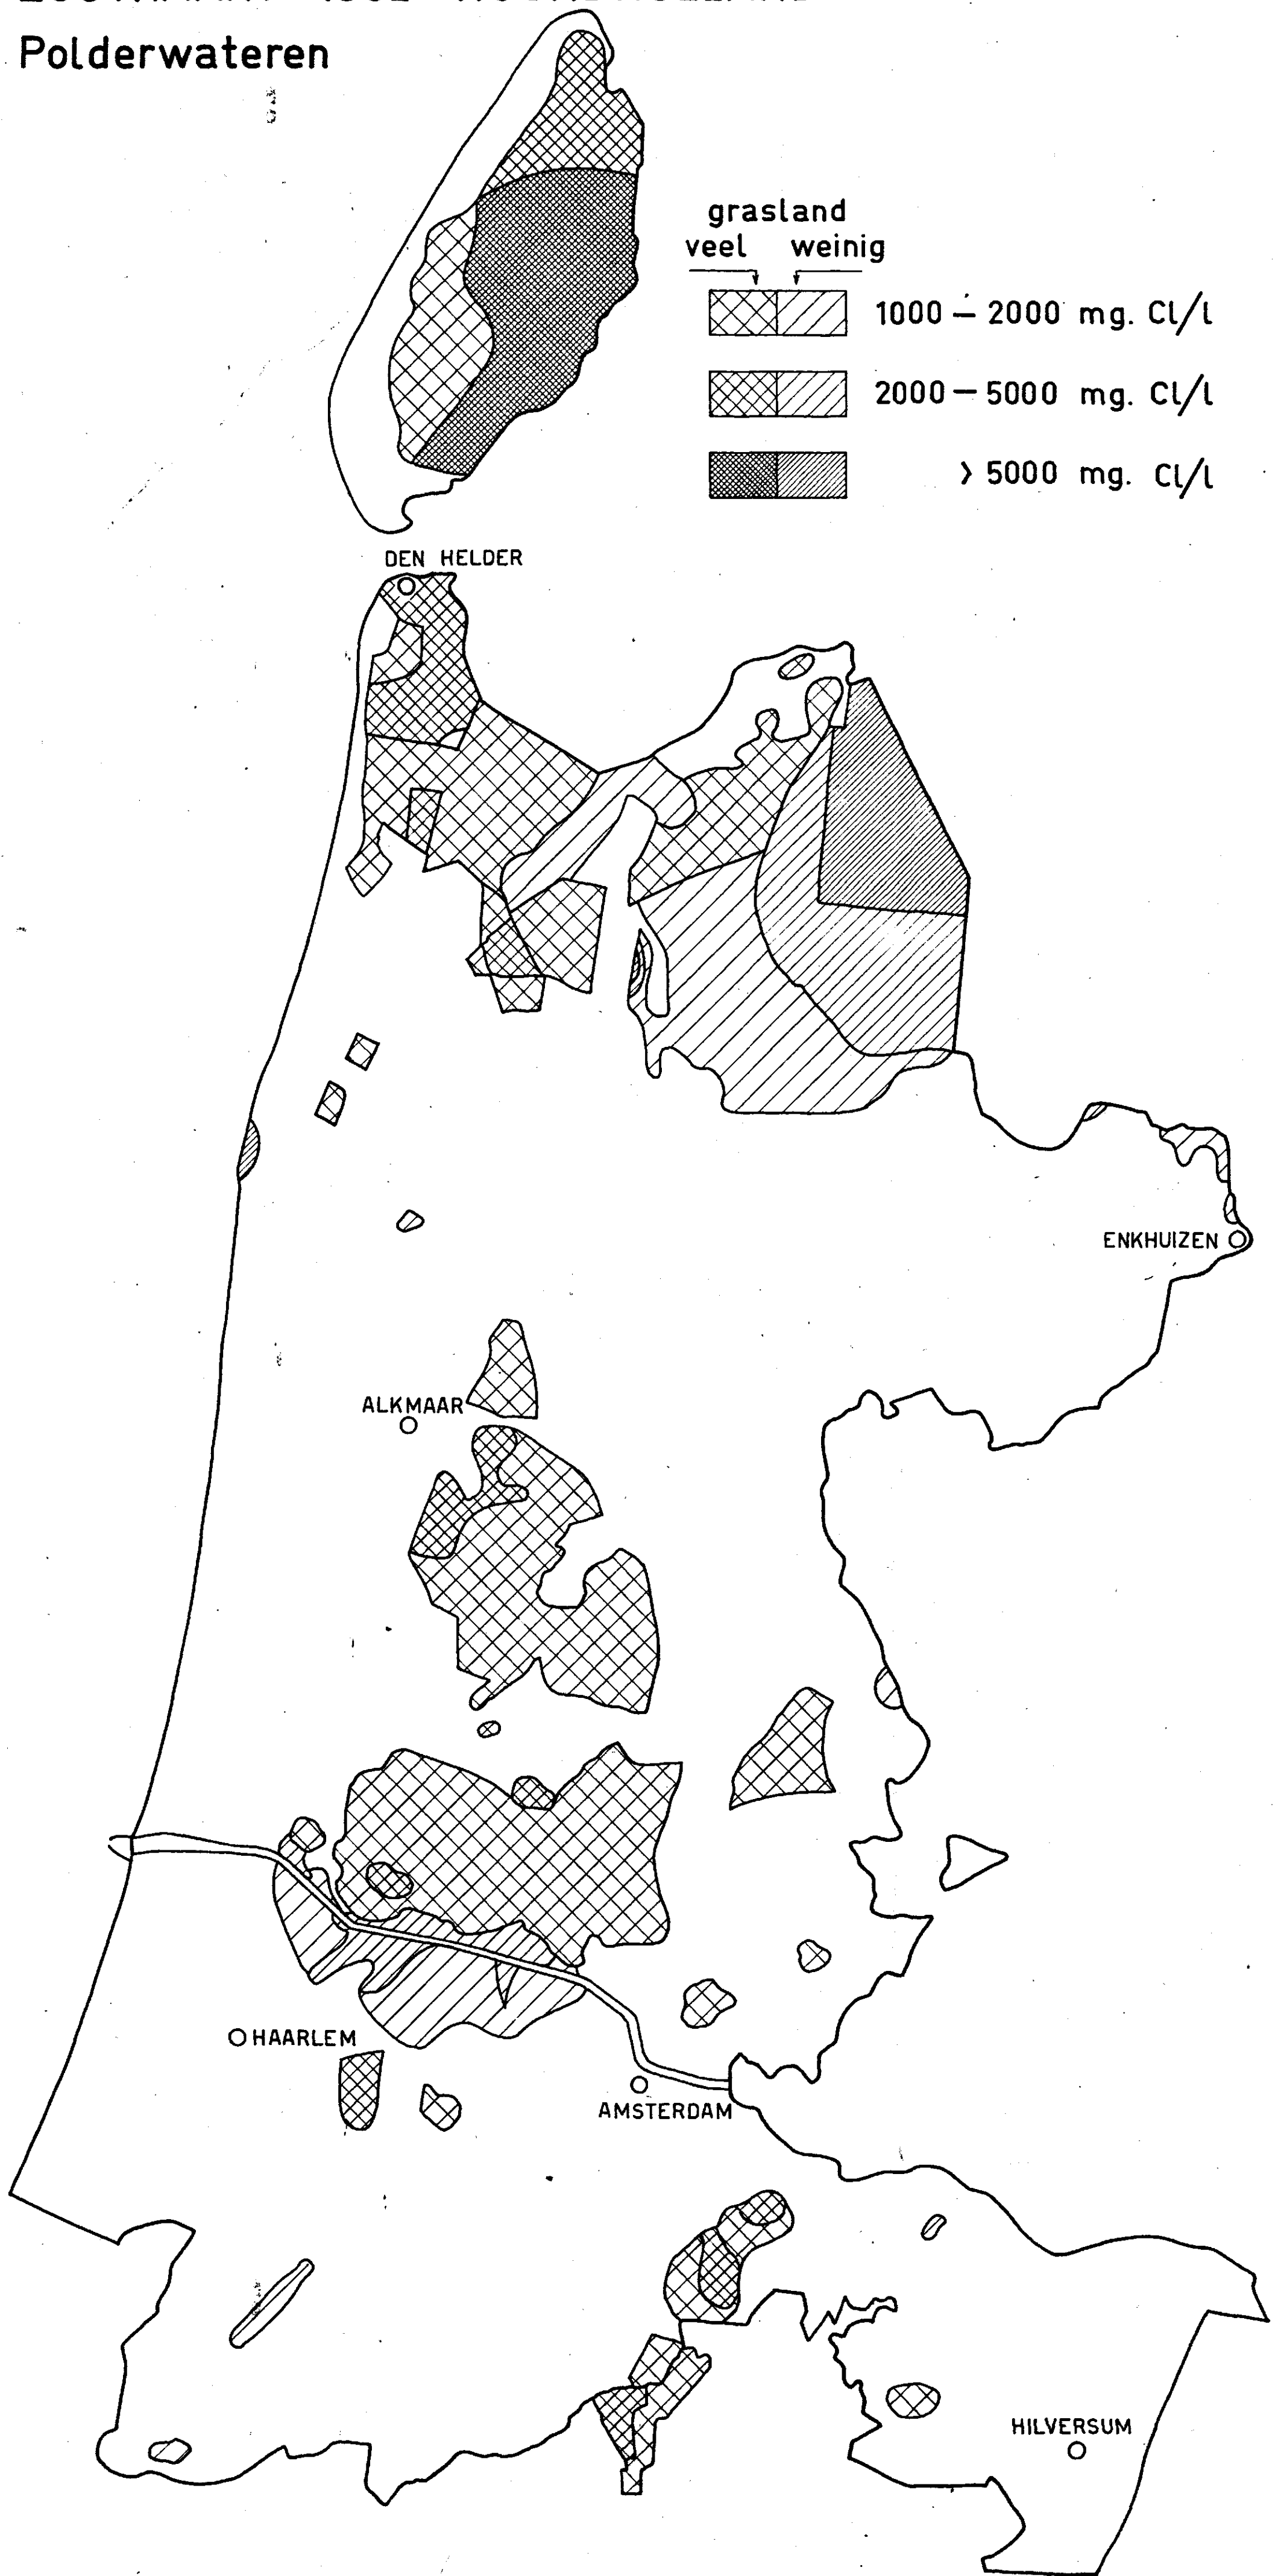 Polderwateren
grasland
veel weinig
1000 – 2000 mg. Cl/l
2000 – 5000 mg. Cl/l
> 5000 mg. Cl/l
DEN HELDER
ENKHUIZEN
ALKMAAR
HAARLEM
AMSTERDAM
HILVERSUM